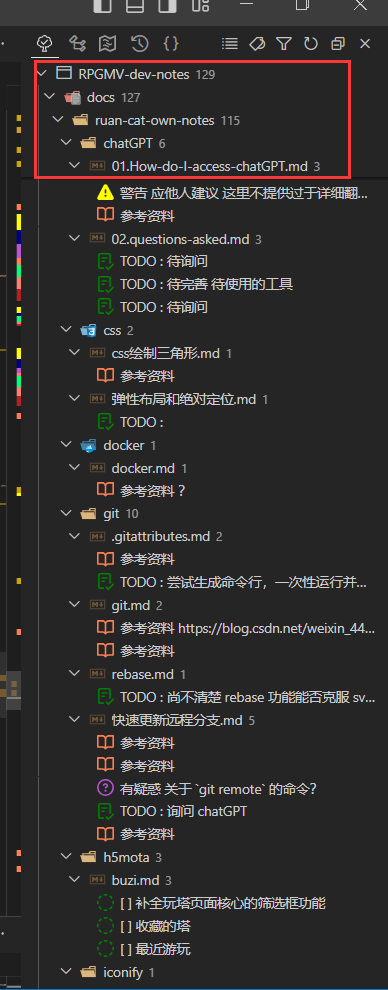 RPGMV-dev-notes 129
docs 127
ruan-cat-own-notes 115
chatGPT 6
01.How-do-I-access-chatGPT.md 3
警告 应他人建议 这里不提供过于详细翻...
参考资料
02.questions-asked.md 3
TODO : 待询问
TODO : 待完善 待使用的工具
TODO : 待询问
css 2
css绘制三角形.md 1
参考资料
弹性布局和绝对定位.md 1
TODO :
docker 1
docker.md 1
参考资料 ?
git 10
.gitattributes.md 2
参考资料
TODO : 尝试生成命令行，一次性运行并...
git.md 2
参考资料 https://blog.csdn.net/weixin_44...
参考资料
rebase.md 1
TODO : 尚不清楚 rebase 功能能否克服 sv...
快速更新远程分支.md 5
参考资料
参考资料
有疑惑 关于 `git remote` 的命令?
TODO : 询问 chatGPT
参考资料
h5mota 3
buzi.md 3
[ ] 补全玩塔页面核心的筛选框功能
[ ] 收藏的塔
[ ] 最近游玩
iconify 1